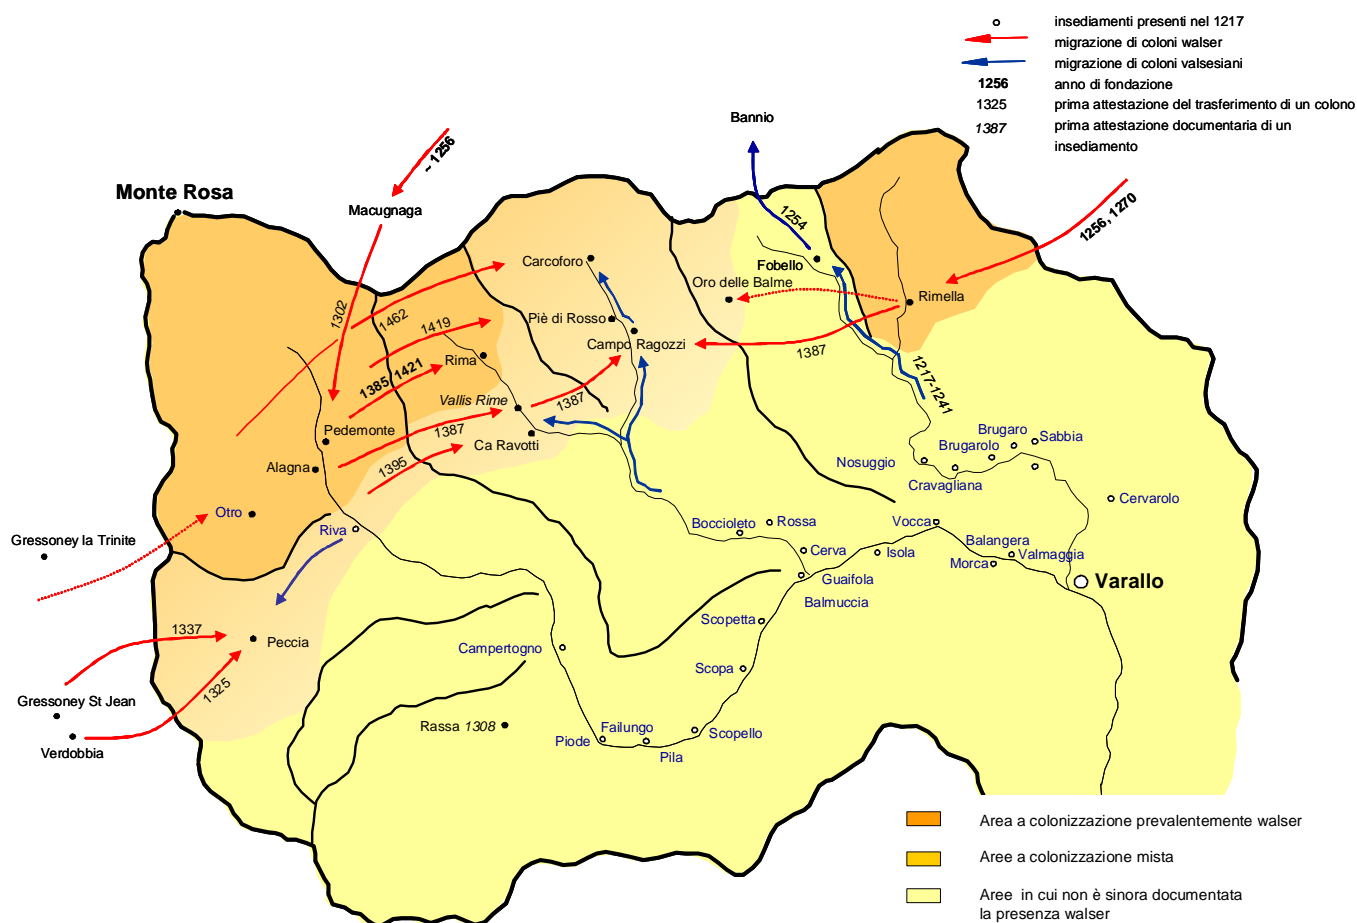 insediamenti presenti nel 1217
migrazione di coloni walser
migrazione di coloni valsesiani
1256 anno di fondazione
1325 prima attestazione del trasferimento di un colono
1387 prima attestazione documentaria di un
insediamento
Bannio
~ 1256
Monte Rosa
Macugnaga
1254
1256, 1270
Fobello
Carcoforo
Oro delle Balme
Rimella
1302
1462
1419
Piè di Rosso
Campo Ragozzi
1387
Rima
1385, 1421
1217-1241
Vallis Rime
1387
Pedemonte
1387
Ca Ravotti
Brugaro
Sabbia
Brugarolo
Alagna
1395
Nosuggio
Cravagliana
Cervarolo
Otro
Riva
Boccioleto
Rossa
Vocca
Gressoney la Trinite
Cerva
Isola
Balangera
Valmaggia
Morca
Guaifola
Varallo
Balmuccia
Scopetta
1337
Peccia
Campertogno
Scopa
1325
Gressoney St Jean
Rassa 1308
Failungo
Scopello
Piode
Verdobbia
Pila
Area a colonizzazione prevalentemente walser
Aree a colonizzazione mista
Aree in cui non è sinora documentata
la presenza walser